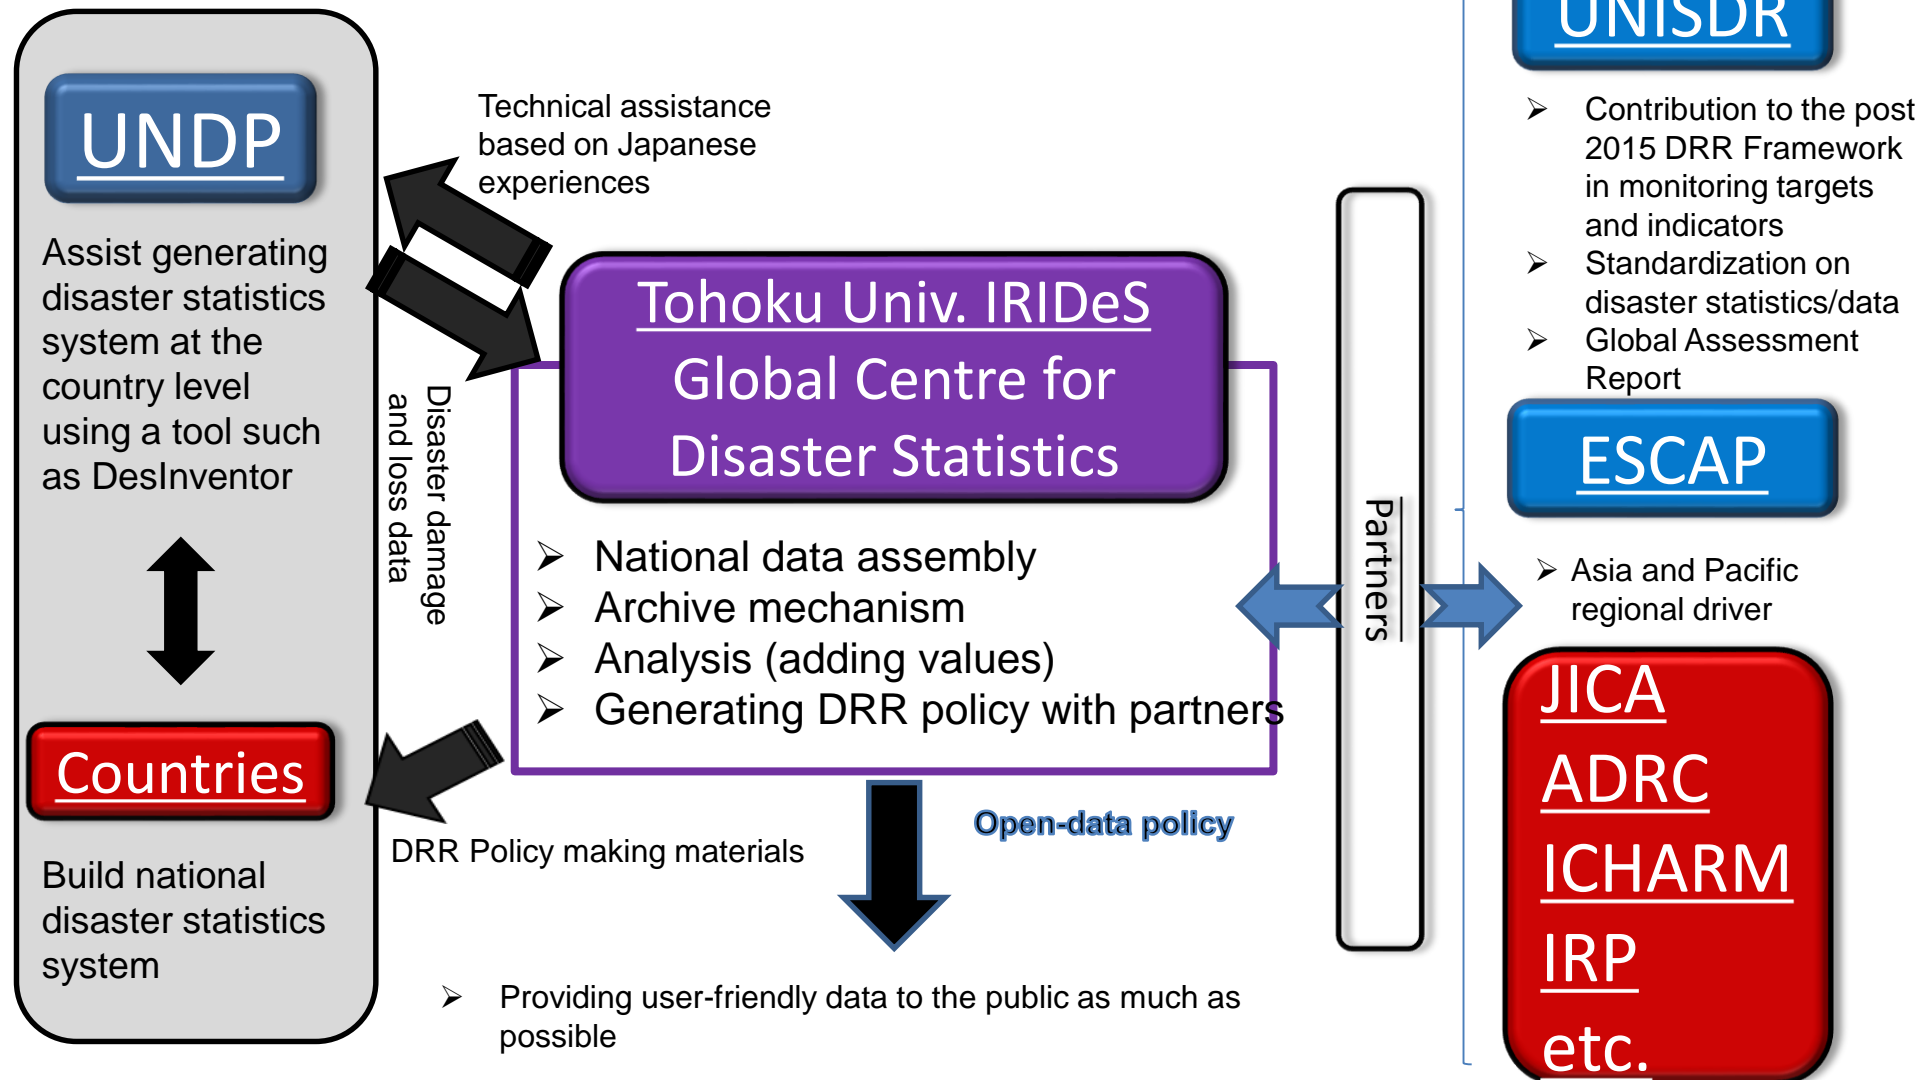 UNDP
Assist generating
disaster statistics
system at the
country level
using a tool such
as DesInventor
Countries
Build national
disaster statistics
system
Technical assistance
based on Japanese
experiences
Disaster damage
and loss data
Tohoku Univ. IRIDeS
Global Centre for
Disaster Statistics
➢ National data assembly
➢ Archive mechanism
➢ Analysis (adding values)
➢ Generating DRR policy with partners
DRR Policy making materials
Open-data policy
➢ Providing user-friendly data to the public as much as
possible
Partners
UNISDR
➢ Contribution to the post
2015 DRR Framework
in monitoring targets
and indicators
➢ Standardization on
disaster statistics/data
➢ Global Assessment
Report
ESCAP
➢ Asia and Pacific
regional driver
JICA
ADRC
ICHARM
IRP
etc.